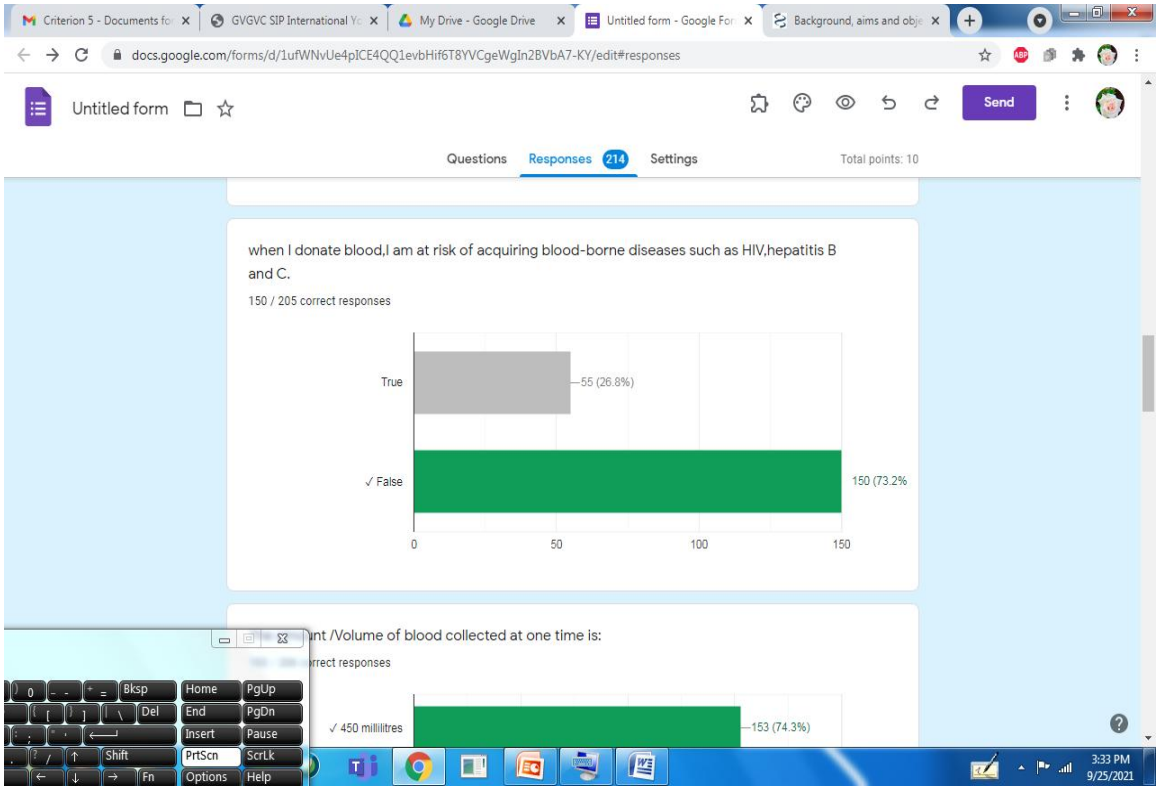 Criterion 5 - Documents fo
GVGVC SIP International Yo
My Drive - Google Drive
Untitled form - Google For
Background, aims and obje
docs.google.com/forms/d/1ufWNvUe4pICE4QQ1evbHif6T8YVCgeWgIn2BVbA7-KY/edit#responses
ABP
Untitled form
Send
Questions Responses 214 Settings
Total points: 10
when I donate blood,I am at risk of acquiring blood-borne diseases such as HIV,hepatitis B
and C.
150 / 205 correct responses
True
55 (26.8%)
✓ False
150 (73.2%
0 50 100 150
nt /Volume of blood collected at one time is:
rrect responses
✓ 450 millilitres
153 (74.3%)
) 0 _ - + = Bksp Home PgUp
{ [ } ] | \ Del End PgDn
: ; " ' Insert Pause
. ? / ↑ Shift PrtScn ScrLk
← ↓ → Fn Options Help
3:33 PM
9/25/2021